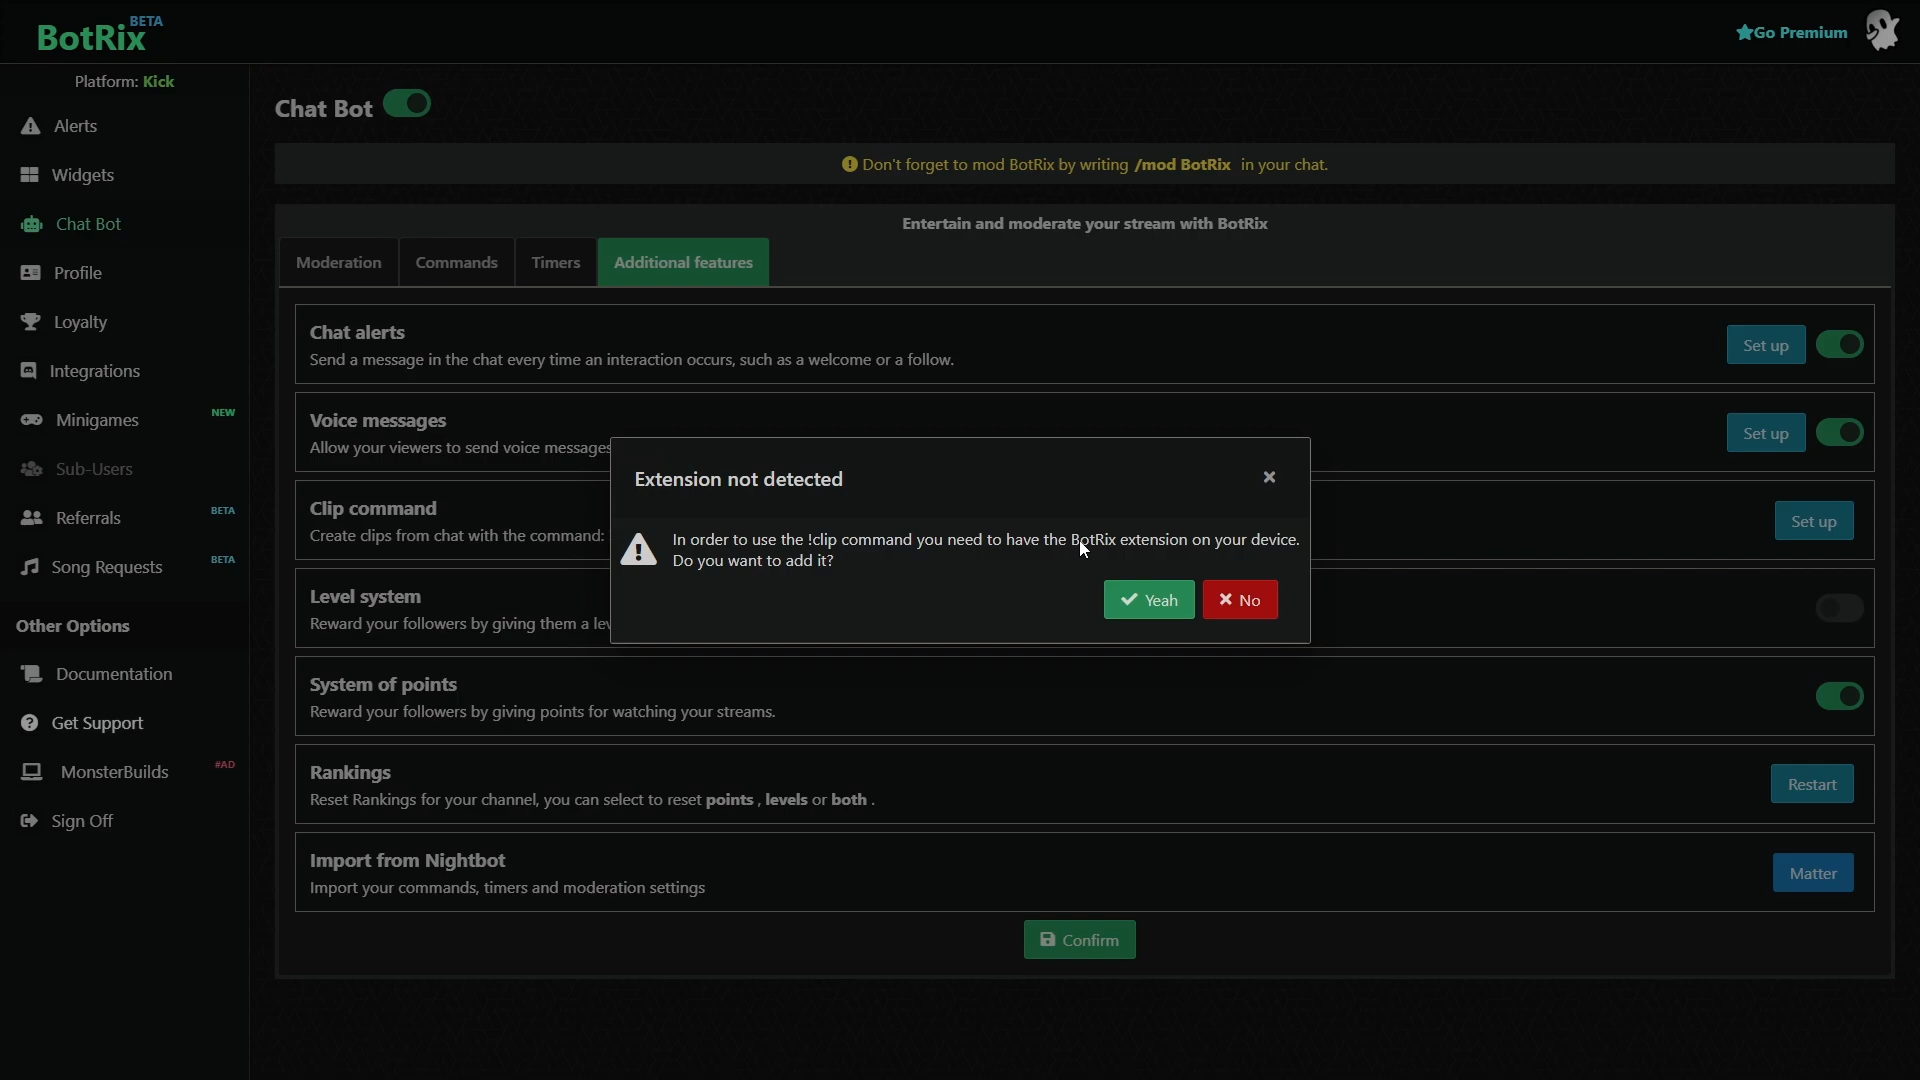 BotRix BETA
Go Premium
Platform: Kick
Alerts
Widgets
Chat Bot
Profile
Loyalty
Integrations
Minigames NEW
Sub-Users
Referrals BETA
Song Requests BETA
Other Options
Documentation
Get Support
MonsterBuilds #AD
Sign Off
Chat Bot
Don't forget to mod BotRix by writing /mod BotRix in your chat.
Entertain and moderate your stream with BotRix
Moderation Commands Timers Additional features
Chat alerts
Send a message in the chat every time an interaction occurs, such as a welcome or a follow.
Set up
Voice messages
Allow your viewers to send voice messages
Set up
Clip command
Create clips from chat with the command:
Set up
Level system
Reward your followers by giving them a
System of points
Reward your followers by giving points for watching your streams.
Rankings
Reset Rankings for your channel, you can select to reset points , levels or both .
Restart
Import from Nightbot
Import your commands, timers and moderation settings
Matter
Confirm
Extension not detected
In order to use the !clip command you need to have the BotRix extension on your device.
Do you want to add it?
Yeah No